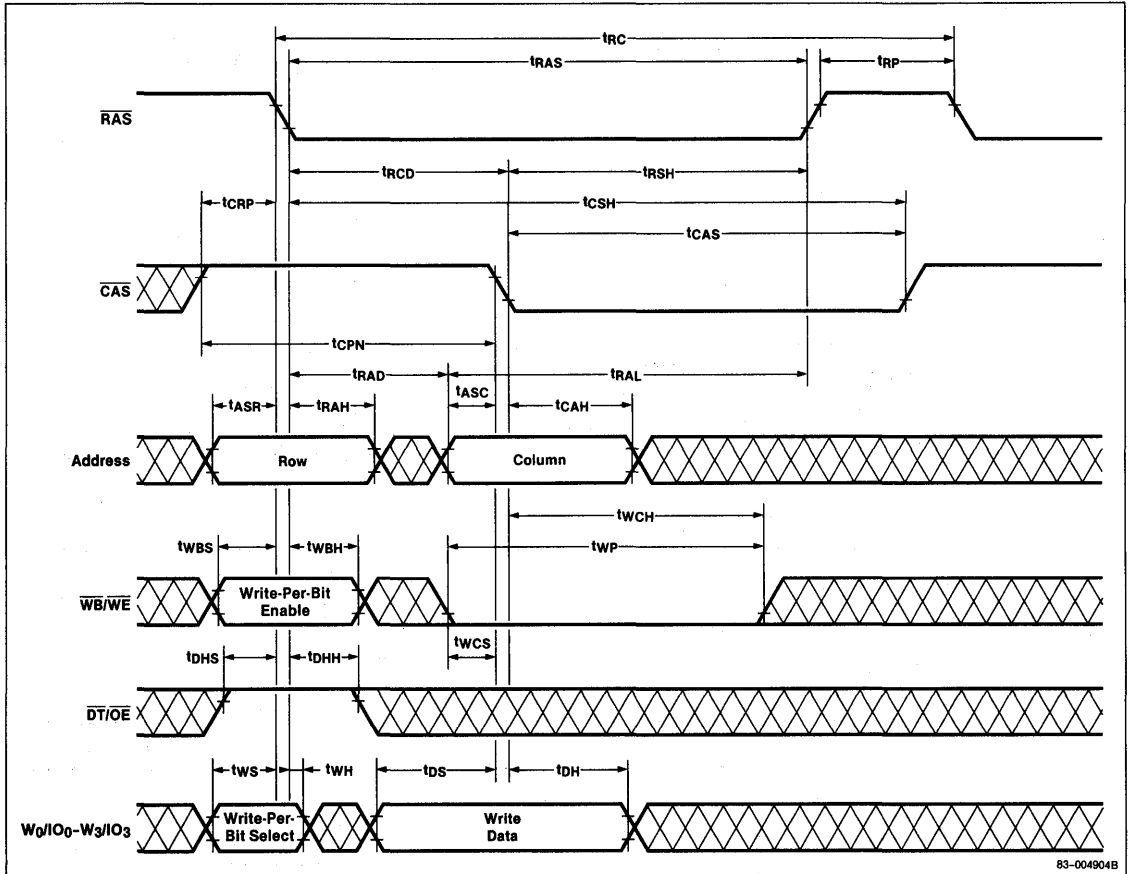 tRC
tRAS
tRP
RAS
tRCD
tRSH
tCRP
tCSH
tCAS
CAS
tCPN
tRAD
tRAL
tASC
tASR
tRAH
tCAH
Address
Row
Column
tWCH
tWBS
tWBH
tWP
WB/WE
Write-Per-Bit
Enable
tWCS
tDHS
tDHH
DT/OE
tWS
tWH
tDS
tDH
W0/IO0-W3/IO3
Write-Per-
Bit Select
Write
Data
83-004904B